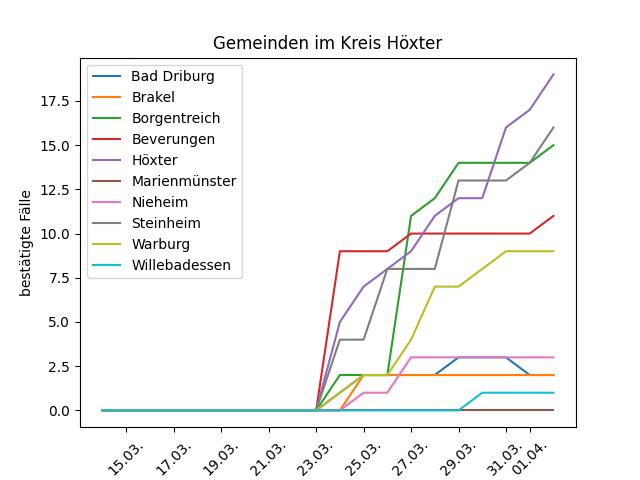 Gemeinden im Kreis Höxter
bestätigte Fälle
17.5
15.0
12.5
10.0
7.5
5.0
2.5
0.0
Bad Driburg
Brakel
Borgentreich
Beverungen
Höxter
Marienmünster
Nieheim
Steinheim
Warburg
Willebadessen
15.03. 17.03. 19.03. 21.03. 23.03. 25.03. 27.03. 29.03. 31.03. 01.04.